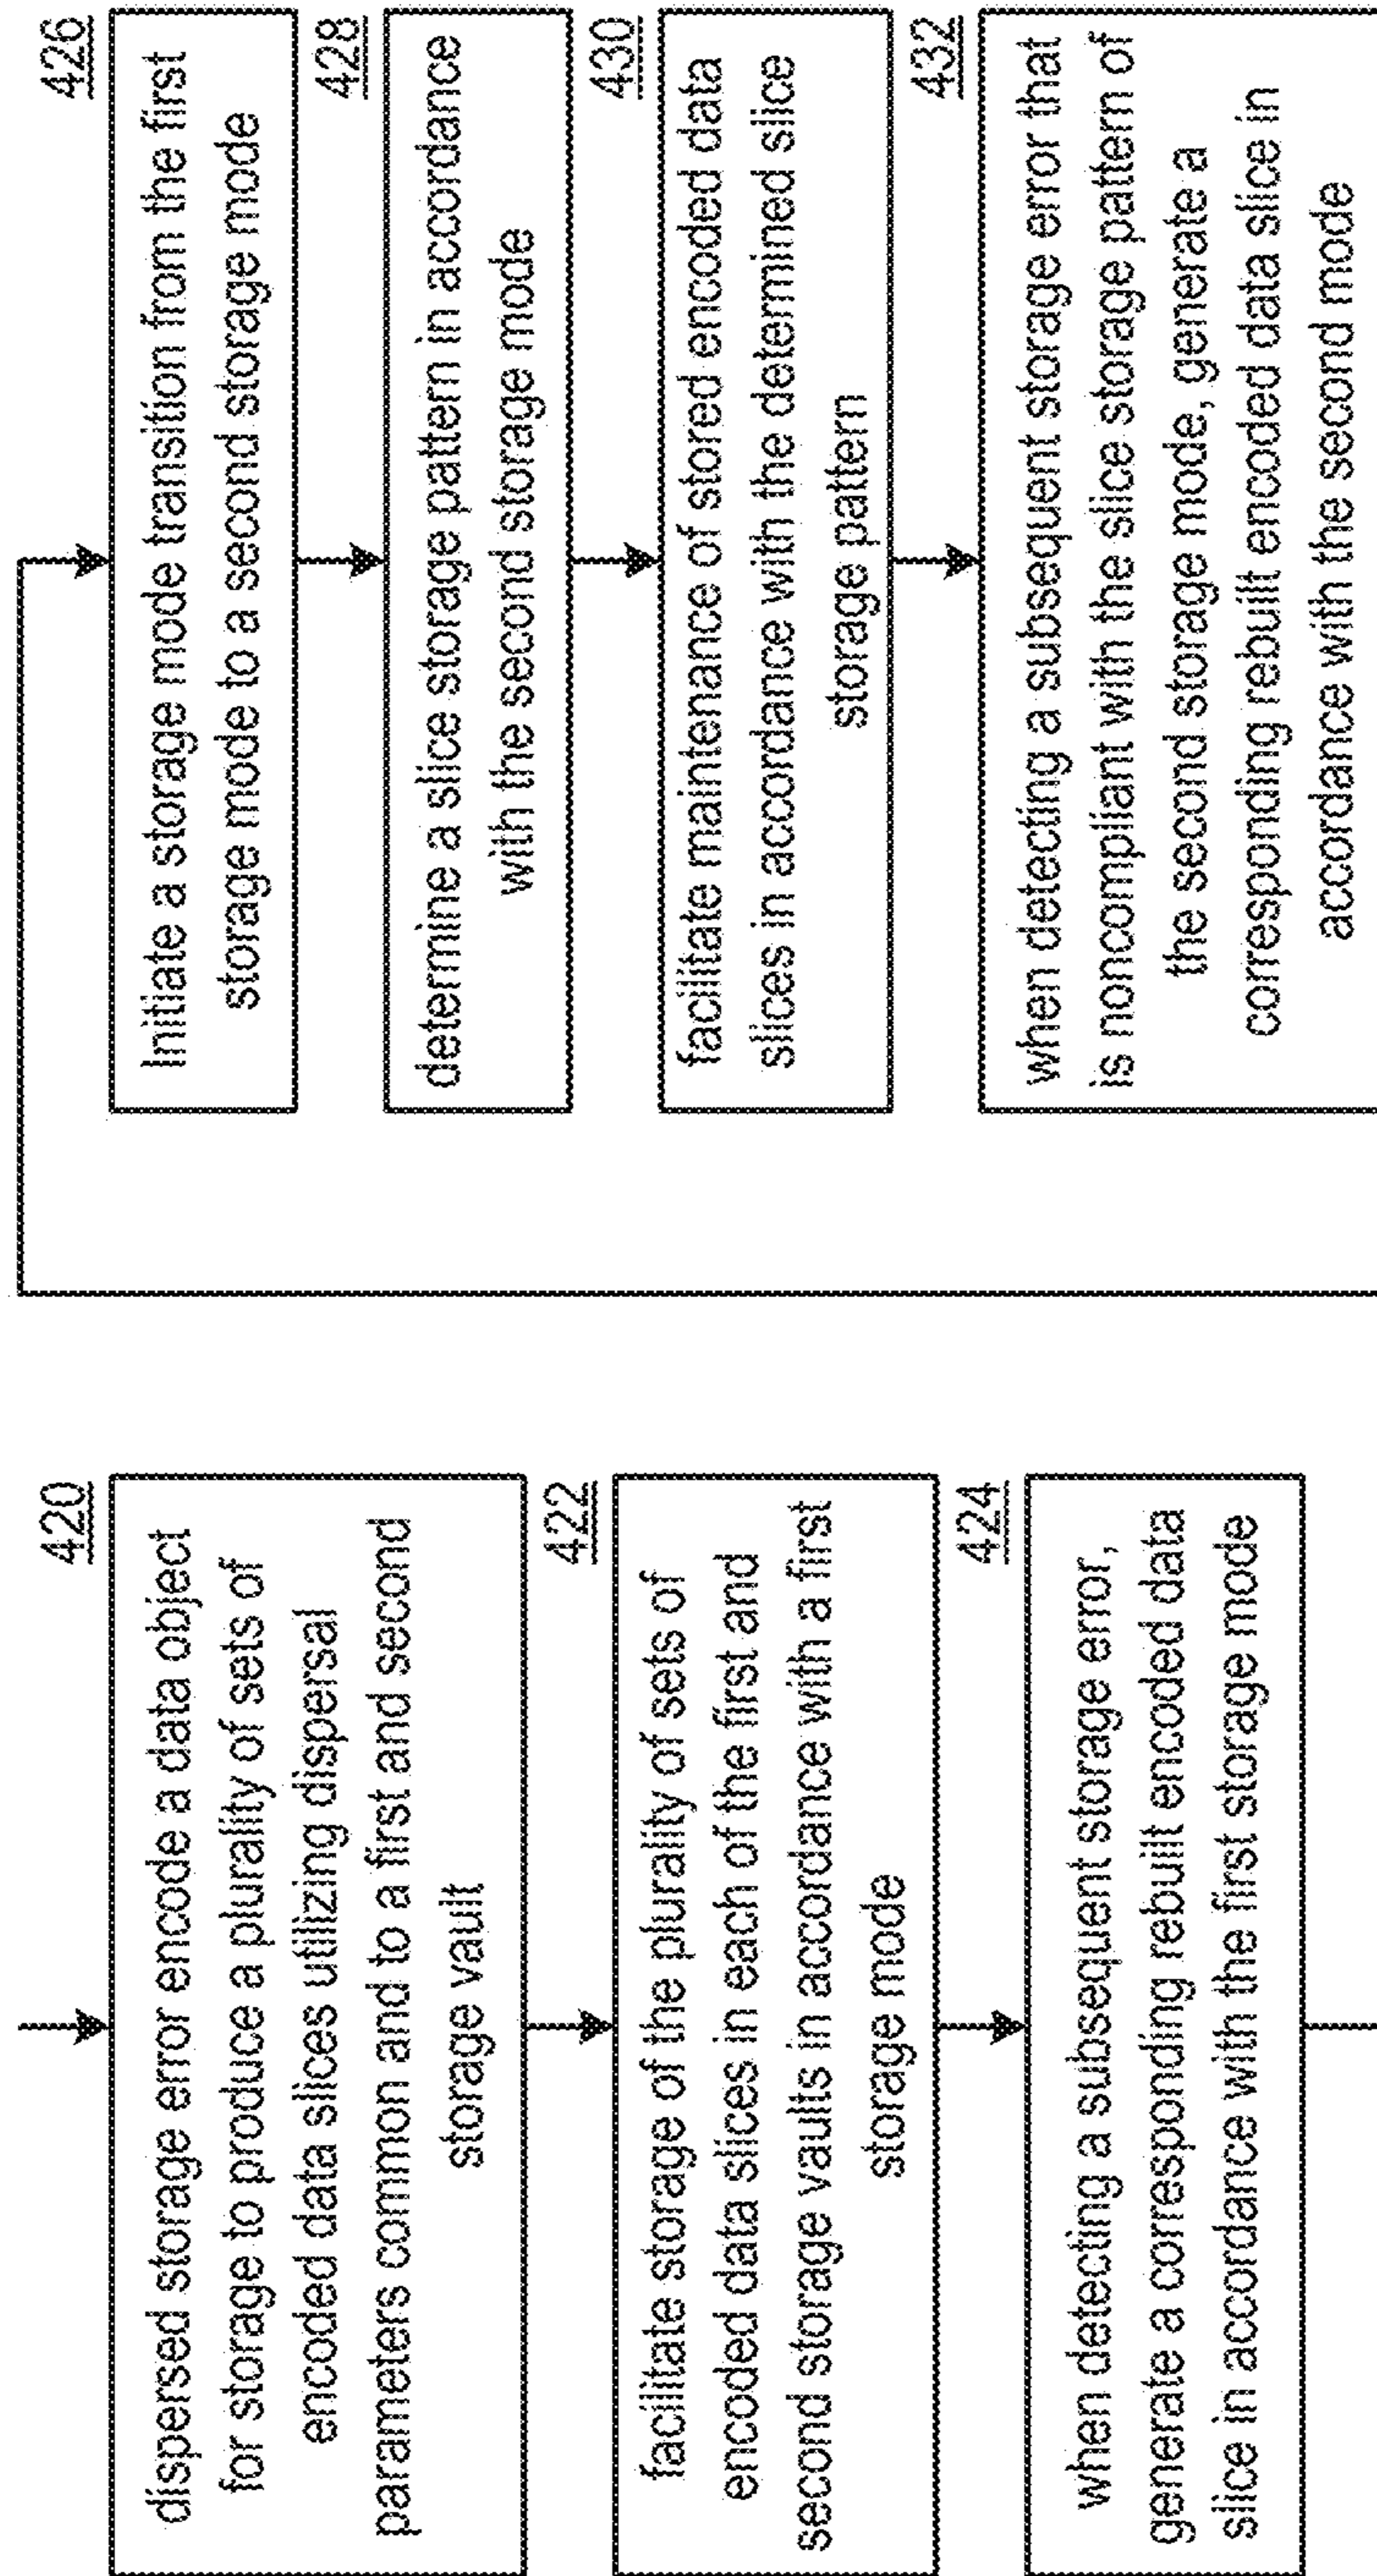 420
dispersed storage error encode a data object
for storage to produce a plurality of sets of
encoded data slices utilizing dispersal
parameters common and to a first and second
storage vault
422
facilitate storage of the plurality of sets of
encoded data slices in each of the first and
second storage vaults in accordance with a first
storage mode
424
when detecting a subsequent storage error,
generate a corresponding rebuilt encoded data
slice in accordance with the first storage mode
426
Initiate a storage mode transition from the first
storage mode to a second storage mode
428
determine a slice storage pattern in accordance
with the second storage mode
430
facilitate maintenance of stored encoded data
slices in accordance with the determined slice
storage pattern
432
when detecting a subsequent storage error that
is noncompliant with the slice storage pattern of
the second storage mode, generate a
corresponding rebuilt encoded data slice in
accordance with the second mode